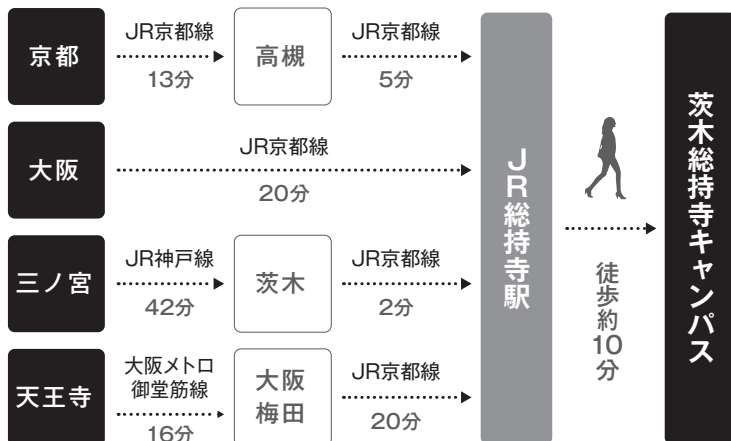 京都
JR京都線
13分
高槻
JR京都線
5分
大阪
JR京都線
20分
三ノ宮
JR神戸線
42分
茨木
JR京都線
2分
天王寺
大阪メトロ
御堂筋線
16分
大阪
梅田
JR京都線
20分
JR総持寺駅
徒歩約10分
茨木総持寺キャンパス